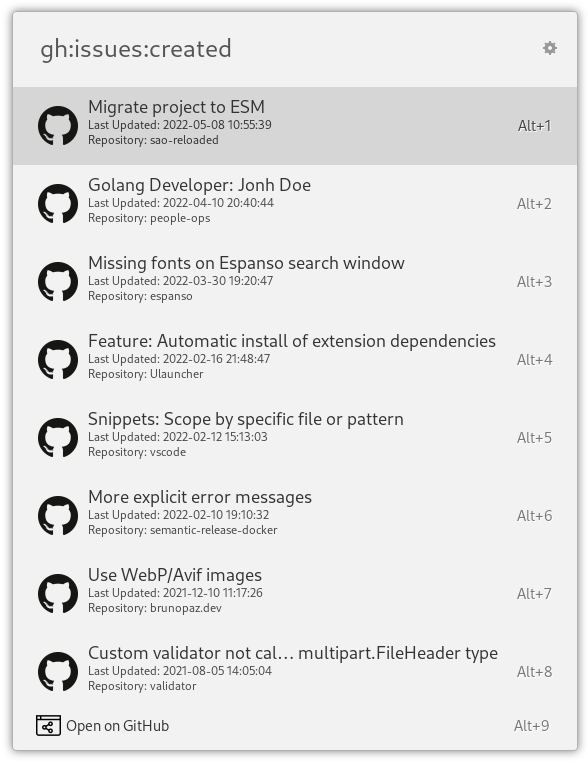 gh:issues:created
Migrate project to ESM
Last Updated: 2022-05-08 10:55:39
Alt+1
Repository: sao-reloaded
Golang Developer: Jonh Doe
Last Updated: 2022-04-10 20:40:44
Alt+2
Repository: people-ops
Missing fonts on Espanso search window
Last Updated: 2022-03-30 19:20:47
Alt+3
Repository: espanso
Feature: Automatic install of extension dependencies
Last Updated: 2022-02-16 21:48:47
Alt+4
Repository: Ulauncher
Snippets: Scope by specific file or pattern
Last Updated: 2022-02-12 15:13:03
Alt+5
Repository: vscode
More explicit error messages
Last Updated: 2022-02-10 19:10:32
Alt+6
Repository: semantic-release-docker
Use WebP/Avif images
Last Updated: 2021-12-10 11:17:26
Alt+7
Repository: brunopaz.dev
Custom validator not cal… multipart.FileHeader type
Last Updated: 2021-08-05 14:05:04
Alt+8
Repository: validator
Open on GitHub
Alt+9